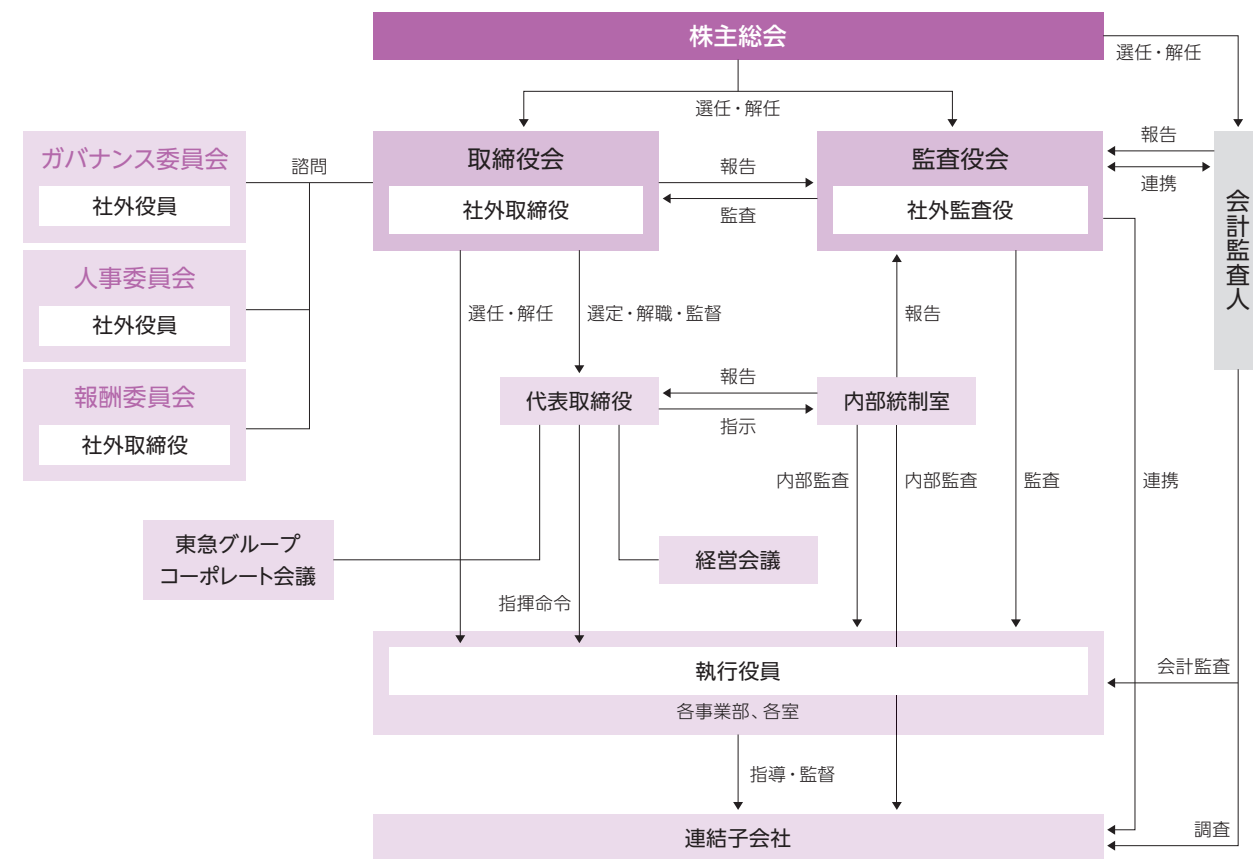 株主総会
選任・解任
選任・解任
ガバナンス委員会
社外役員
諮問
取締役会
社外取締役
報告
監査
監査役会
社外監査役
報告
連携
会計監査人
人事委員会
社外役員
選任・解任
選定・解職・監督
報告
報酬委員会
社外取締役
代表取締役
報告
指示
内部統制室
内部監査
内部監査
監査
連携
東急グループ
コーポレート会議
経営会議
指揮命令
執行役員
各事業部、各室
会計監査
指導・監督
連結子会社
調査